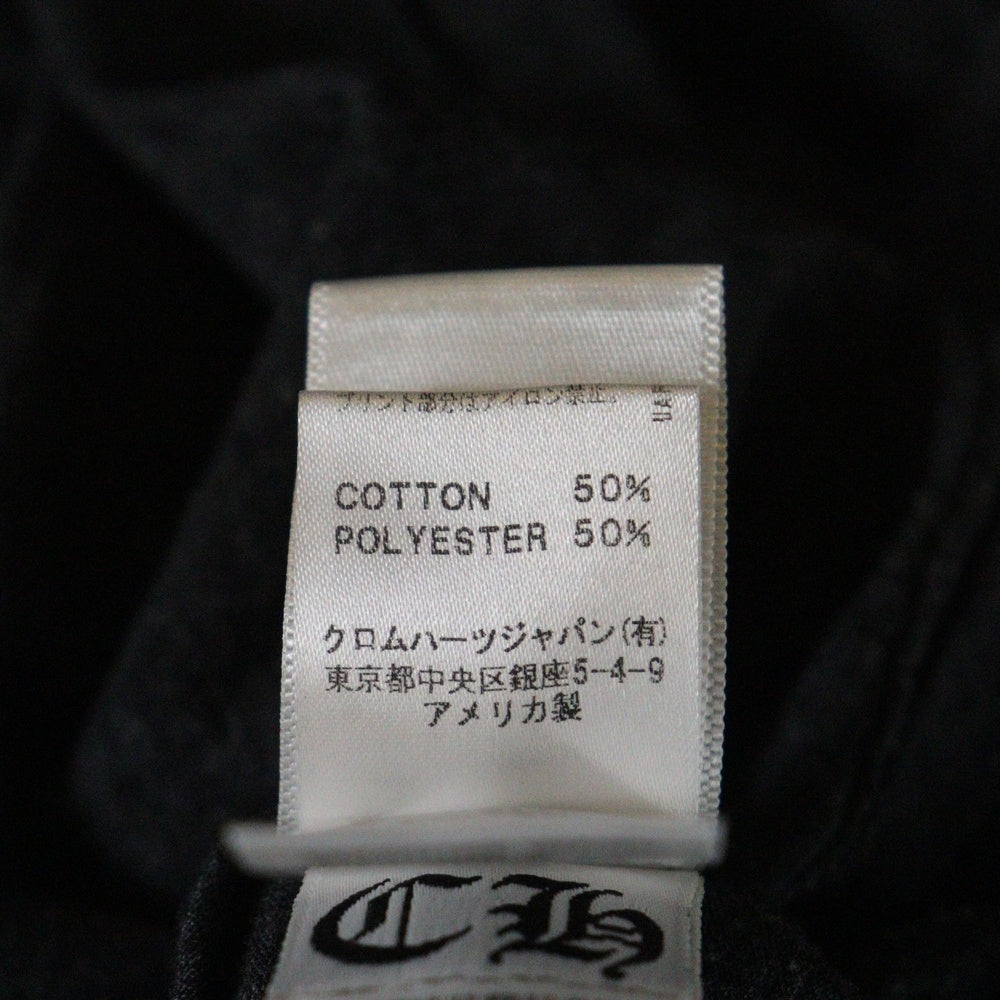 プリント部分はアイロン禁止。
COTTON 50%
POLYESTER 50%
クロムハーツジャパン(有)
東京都中央区銀座5-4-9
アメリカ製
CH